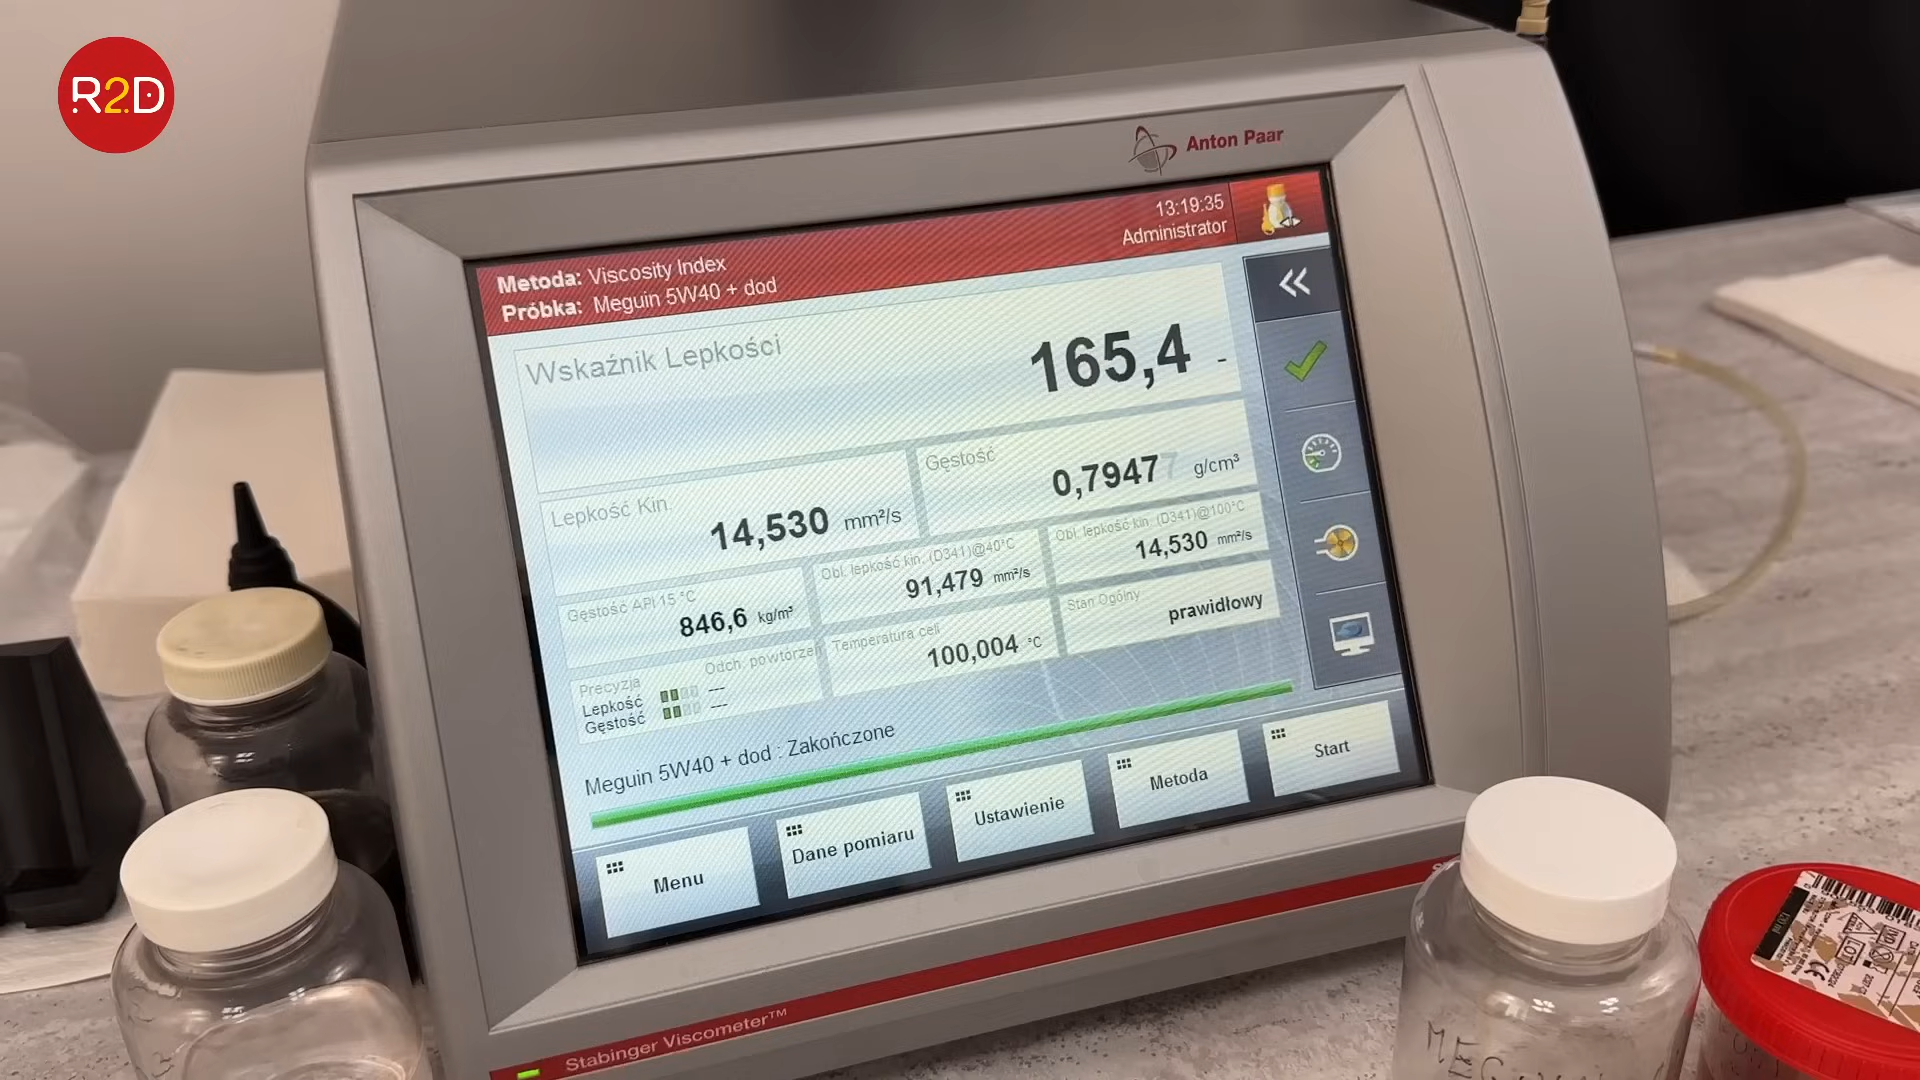 R2D
Anton Paar
13:19:35
Administrator
Metoda: Viscosity Index
Próbka: Meguin 5W40 + dod
Wskaźnik Lepkości
165,4 -
Lepkość Kin.
14,530 mm²/s
Gęstość
0,79477 g/cm³
Gęstość API 15 °C
846,6 kg/m³
Obl. lepkość kin. (D341)@40°C
91,479 mm²/s
Obl. lepkość kin. (D341)@100°C
14,530 mm²/s
Precyzja
Odch. powtórzeń
Lepkość ---
Gęstość ---
Temperatura celi
100,004 °C
Stan Ogólny
prawidłowy
Meguin 5W40 + dod : Zakończone
Menu
Dane pomiaru
Ustawienie
Metoda
Start
Stabinger Viscometer™